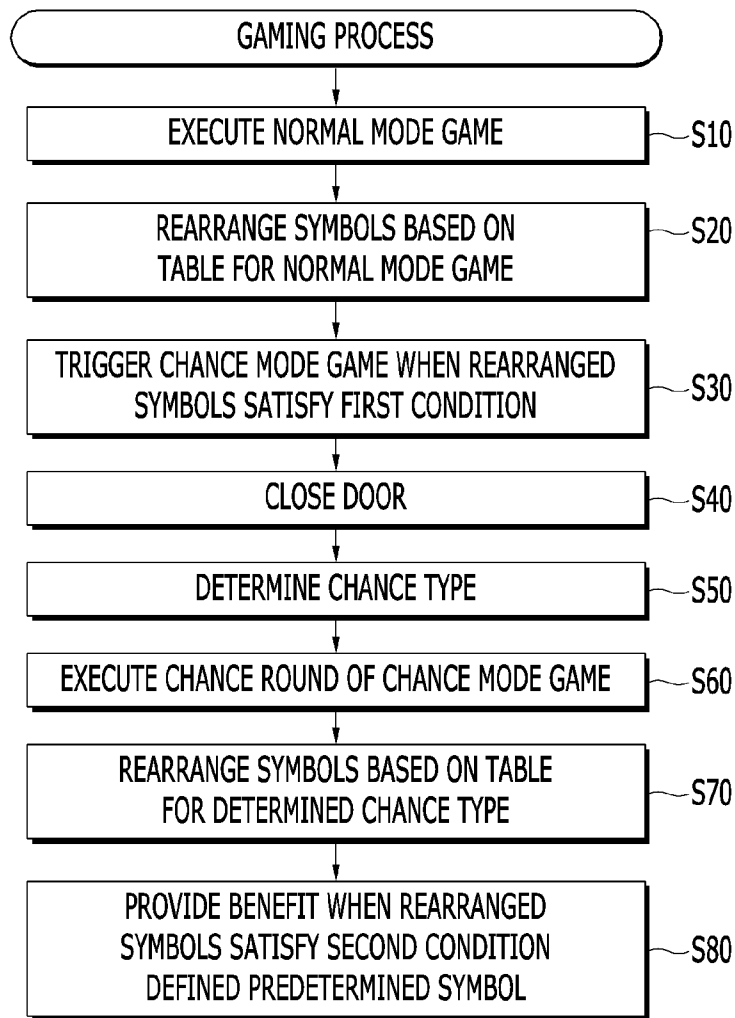 GAMING PROCESS
EXECUTE NORMAL MODE GAME
S10
REARRANGE SYMBOLS BASED ON
TABLE FOR NORMAL MODE GAME
S20
TRIGGER CHANCE MODE GAME WHEN REARRANGED
SYMBOLS SATISFY FIRST CONDITION
S30
CLOSE DOOR
S40
DETERMINE CHANCE TYPE
S50
EXECUTE CHANCE ROUND OF CHANCE MODE GAME
S60
REARRANGE SYMBOLS BASED ON TABLE
FOR DETERMINED CHANCE TYPE
S70
PROVIDE BENEFIT WHEN REARRANGED
SYMBOLS SATISFY SECOND CONDITION
DEFINED PREDETERMINED SYMBOL
S80